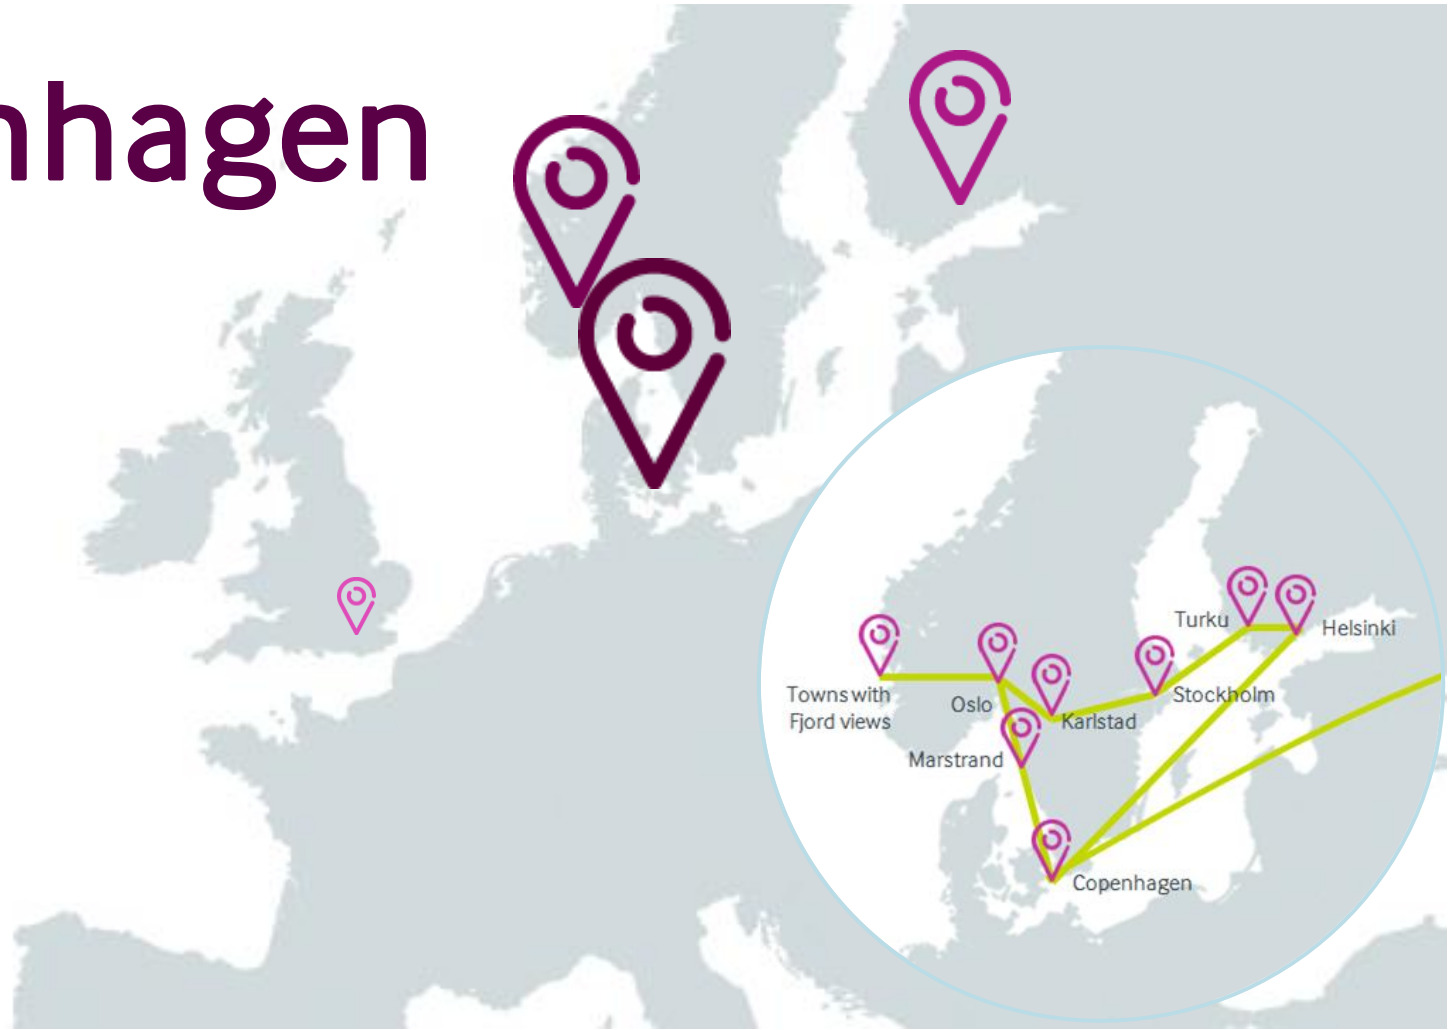 nhagen
Turku
Helsinki
Towns with
Fjord views
Oslo
Stockholm
Karlstad
Marstrand
Copenhagen